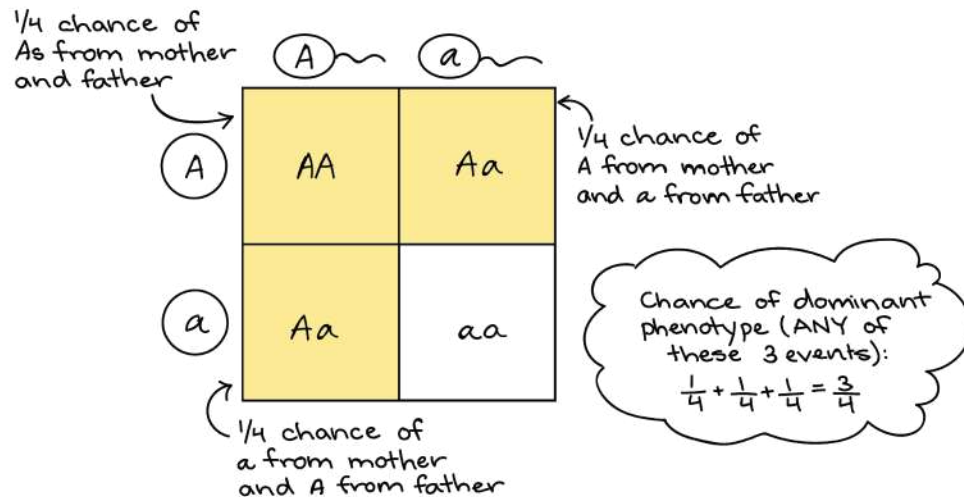 1/4 chance of
As from mother
and father
A
a
A
AA
Aa
1/4 chance of
A from mother
and a from father
a
Aa
aa
1/4 chance of
a from mother
and A from father
Chance of dominant
phenotype (ANY of
these 3 events):
1/4 + 1/4 + 1/4 = 3/4